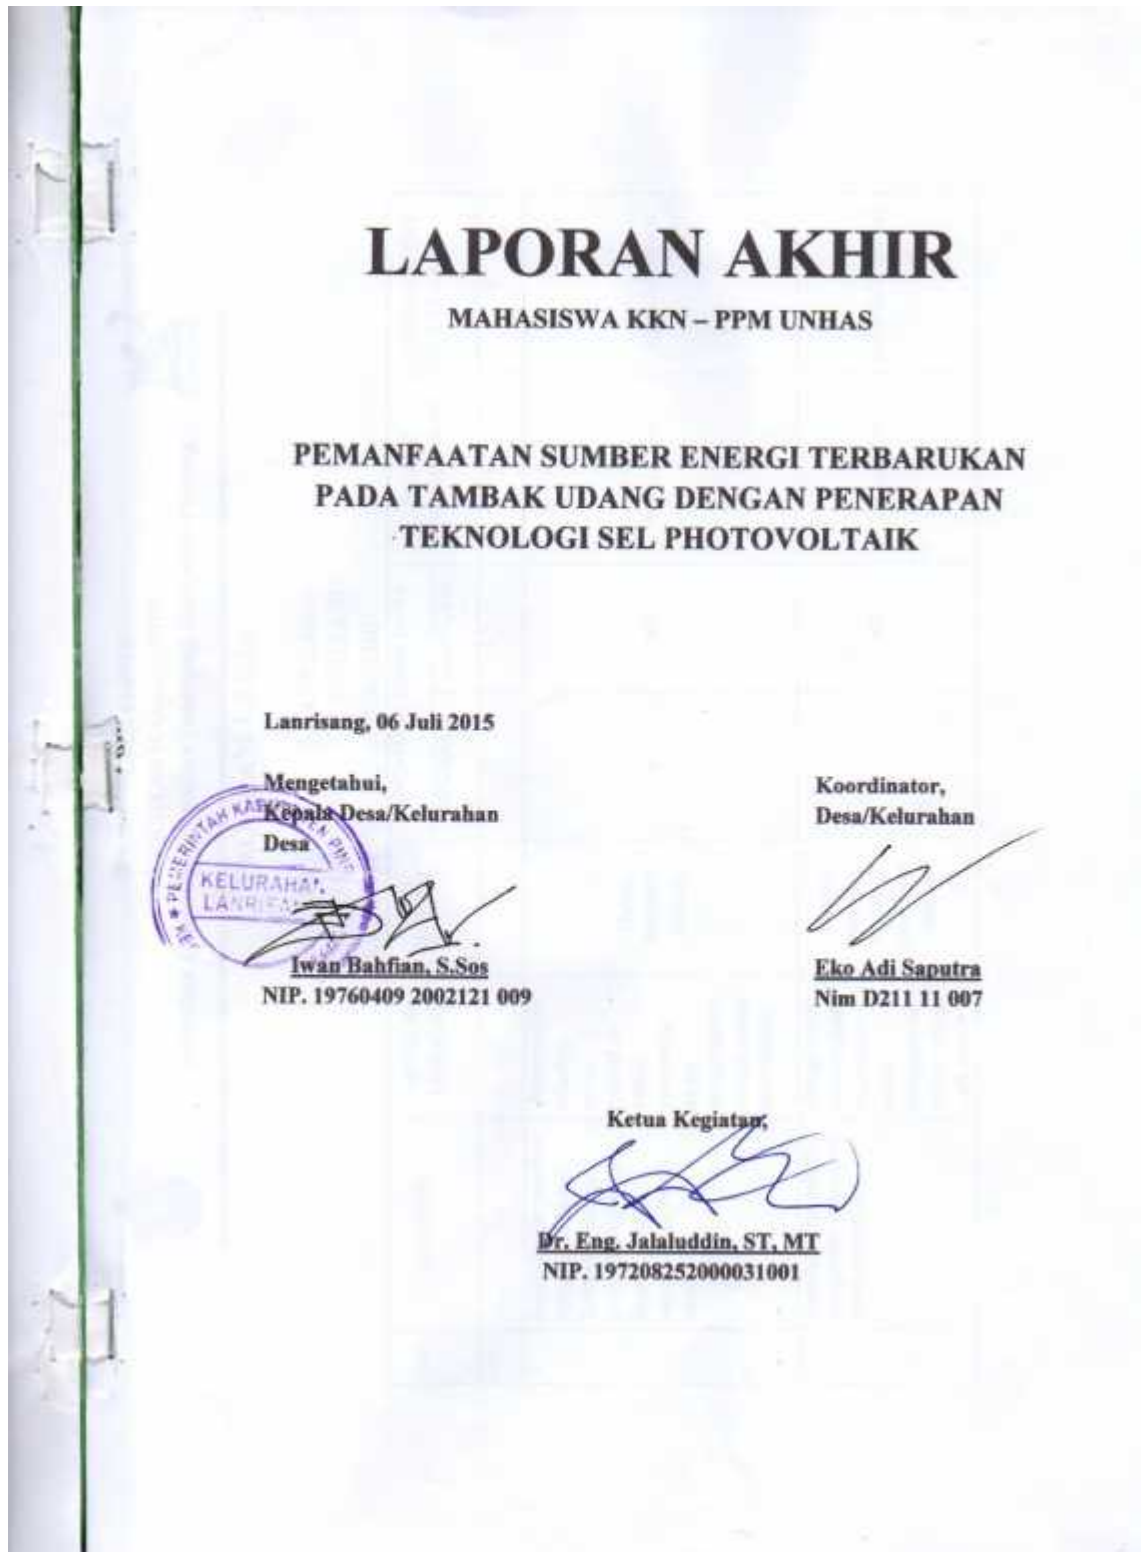 LAPORAN AKHIR
MAHASISWA KKN – PPM UNHAS
PEMANFAATAN SUMBER ENERGI TERBARUKAN
PADA TAMBAK UDANG DENGAN PENERAPAN
TEKNOLOGI SEL PHOTOVOLTAIK
Lanrisang, 06 Juli 2015
Mengetahui,
Kepala Desa/Kelurahan
Desa
PEMERINTAH KABUPATEN
KELURAHAN
Iwan Bahfian, S.Sos
NIP. 19760409 2002121 009
Koordinator,
Desa/Kelurahan
Eko Adi Saputra
Nim D211 11 007
Ketua Kegiatan,
Dr. Eng. Jalaluddin, ST, MT
NIP. 197208252000031001